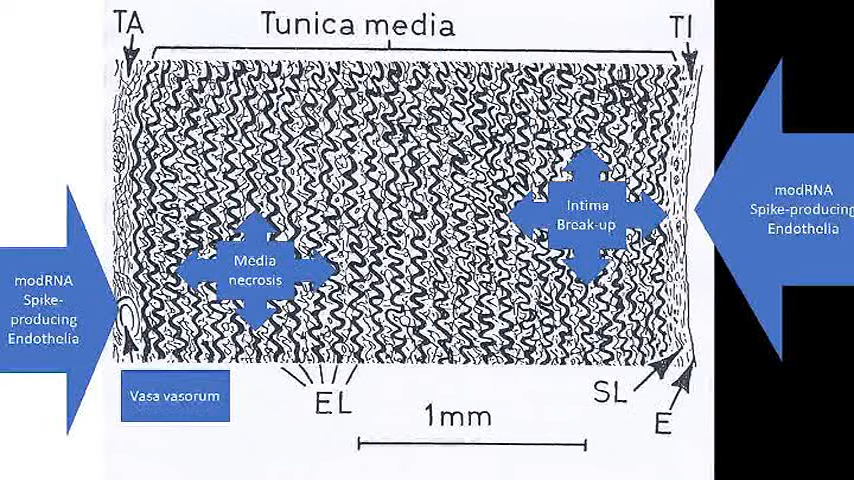 TA
Tunica media
TI
modRNA
Spike-producing
Endothelia
Intima
Break-up
Media
necrosis
modRNA
Spike-
producing
Endothelia
Vasa vasorum
EL
1mm
SL
E